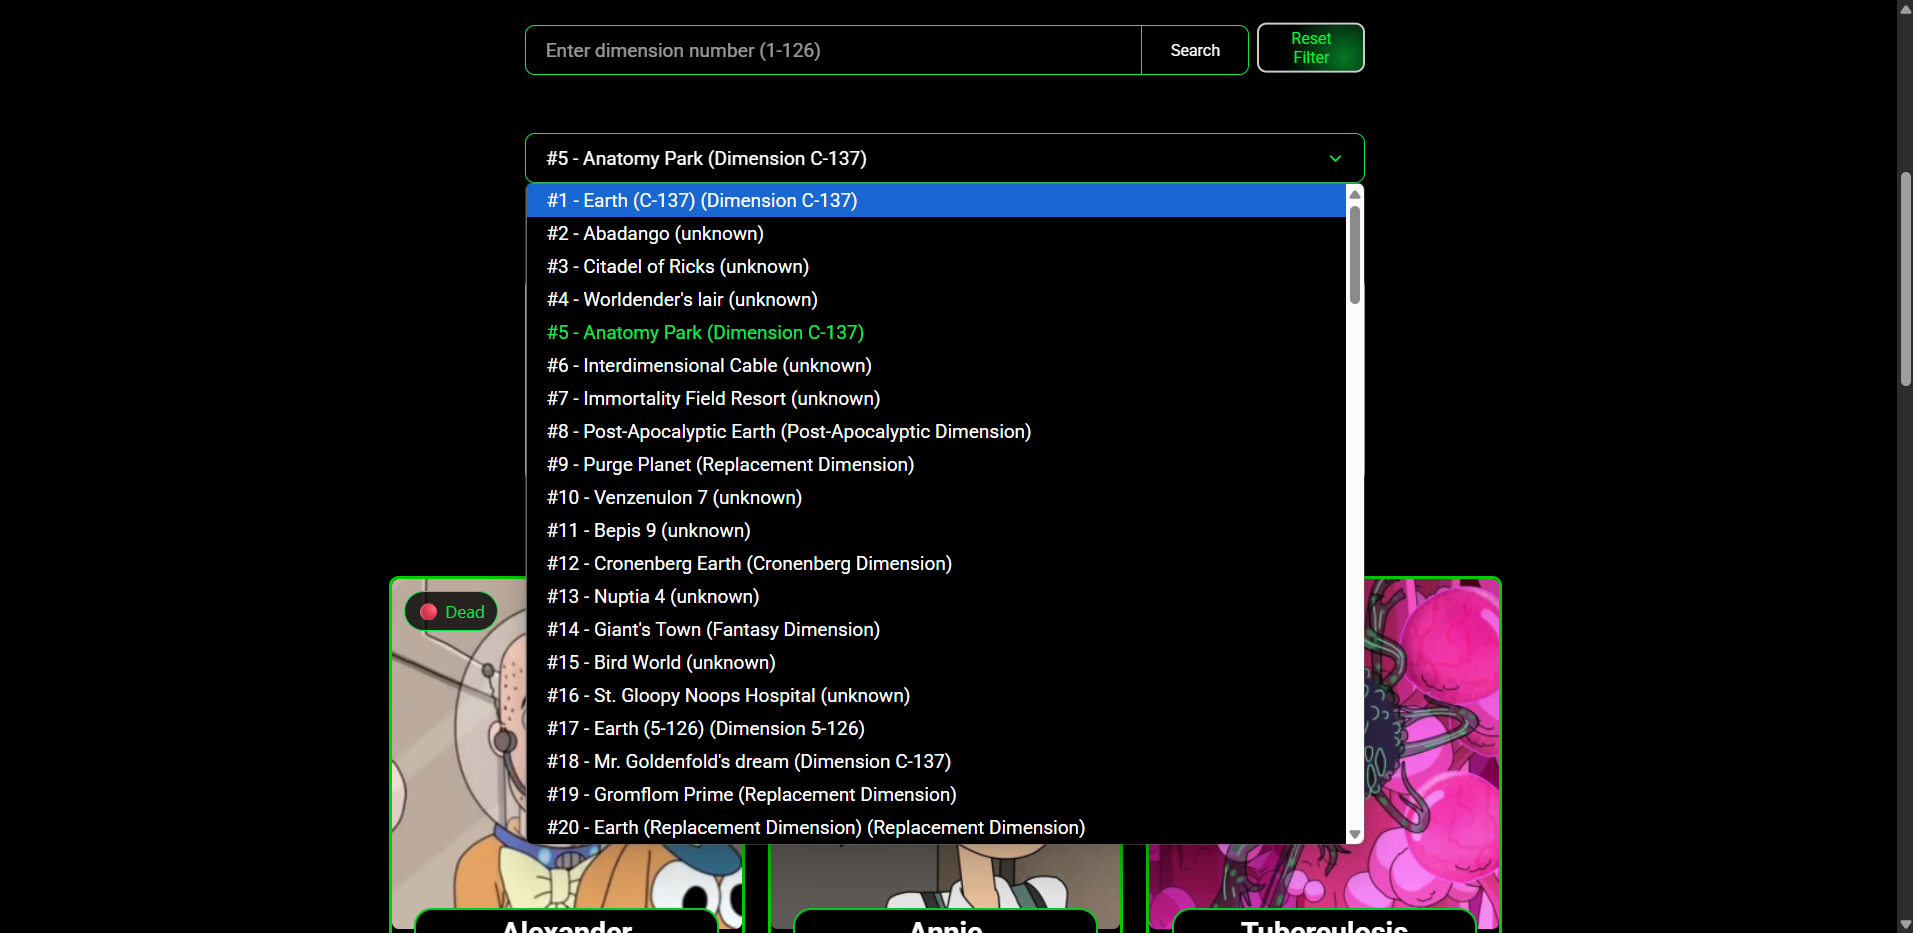 Enter dimension number (1-126)
Search
Reset
Filter
#5 - Anatomy Park (Dimension C-137)
#1 - Earth (C-137) (Dimension C-137)
#2 - Abadango (unknown)
#3 - Citadel of Ricks (unknown)
#4 - Worldender's lair (unknown)
#5 - Anatomy Park (Dimension C-137)
#6 - Interdimensional Cable (unknown)
#7 - Immortality Field Resort (unknown)
#8 - Post-Apocalyptic Earth (Post-Apocalyptic Dimension)
#9 - Purge Planet (Replacement Dimension)
#10 - Venzenulon 7 (unknown)
#11 - Bepis 9 (unknown)
#12 - Cronenberg Earth (Cronenberg Dimension)
#13 - Nuptia 4 (unknown)
#14 - Giant's Town (Fantasy Dimension)
#15 - Bird World (unknown)
#16 - St. Gloopy Noops Hospital (unknown)
#17 - Earth (5-126) (Dimension 5-126)
#18 - Mr. Goldenfold's dream (Dimension C-137)
#19 - Gromflom Prime (Replacement Dimension)
#20 - Earth (Replacement Dimension) (Replacement Dimension)
Dead
Alexander
Annie
Tuberculosis